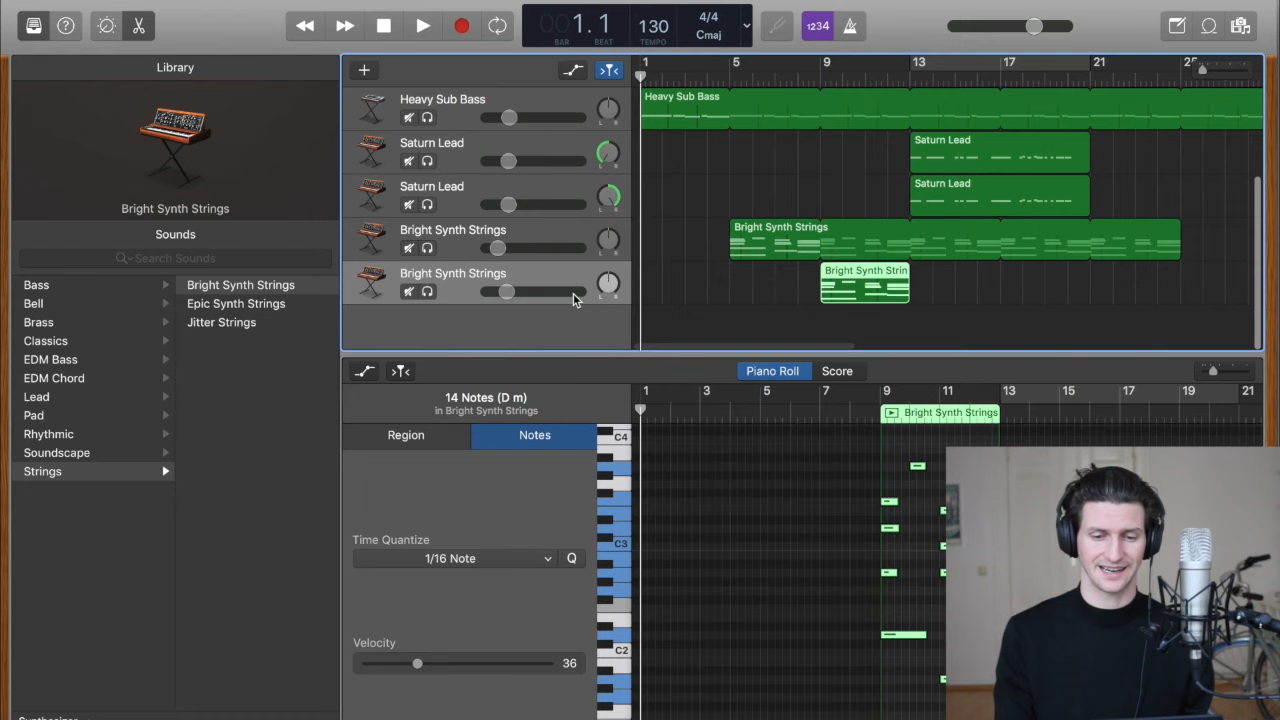 1.1
BAR
BEAT
130
TEMPO
4/4
Cmaj
1234
Library
Bright Synth Strings
Sounds
Search Sounds
Bass
Bell
Brass
Classics
EDM Bass
EDM Chord
Lead
Pad
Rhythmic
Soundscape
Strings
Bright Synth Strings
Epic Synth Strings
Jitter Strings
1 5 9 13 17 21
Heavy Sub Bass
L R
Saturn Lead
L R
Saturn Lead
L R
Bright Synth Strings
L R
Bright Synth Strings
L R
Heavy Sub Bass
Saturn Lead
Saturn Lead
Bright Synth Strings
Bright Synth Strin
Piano Roll Score
14 Notes (D m)
in Bright Synth Strings
Region Notes
Time Quantize
1/16 Note Q
Velocity
36
1 3 5 7 9 11 13 15 17 19 21
Bright Synth Strings
C4
C3
C2